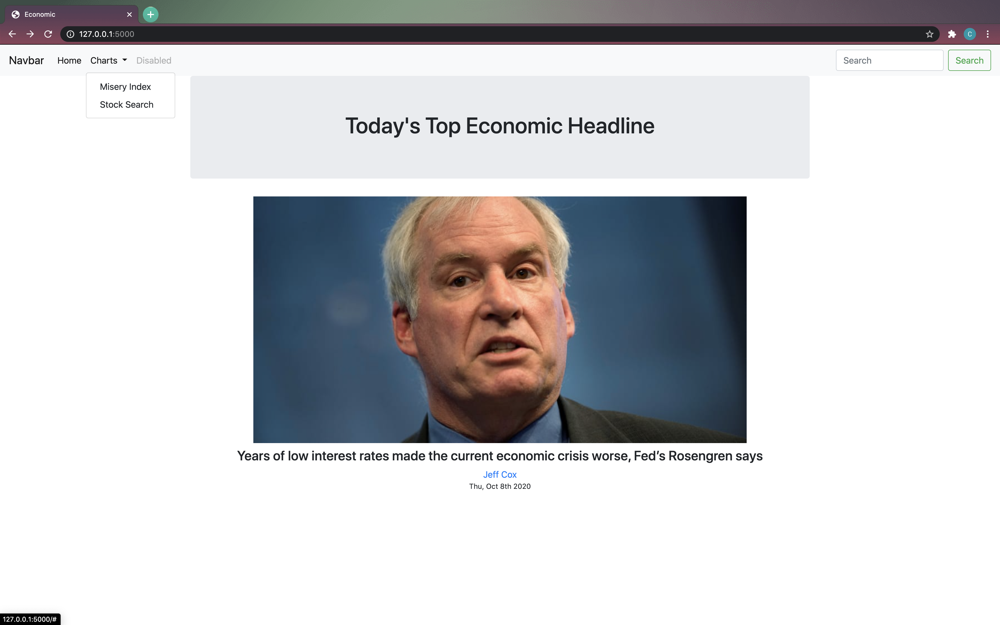 Economic
127.0.0.1:5000
C
Navbar Home Charts Disabled Search Search
Misery Index
Stock Search
Today's Top Economic Headline
Years of low interest rates made the current economic crisis worse, Fed’s Rosengren says
Jeff Cox
Thu, Oct 8th 2020
127.0.0.1:5000/#